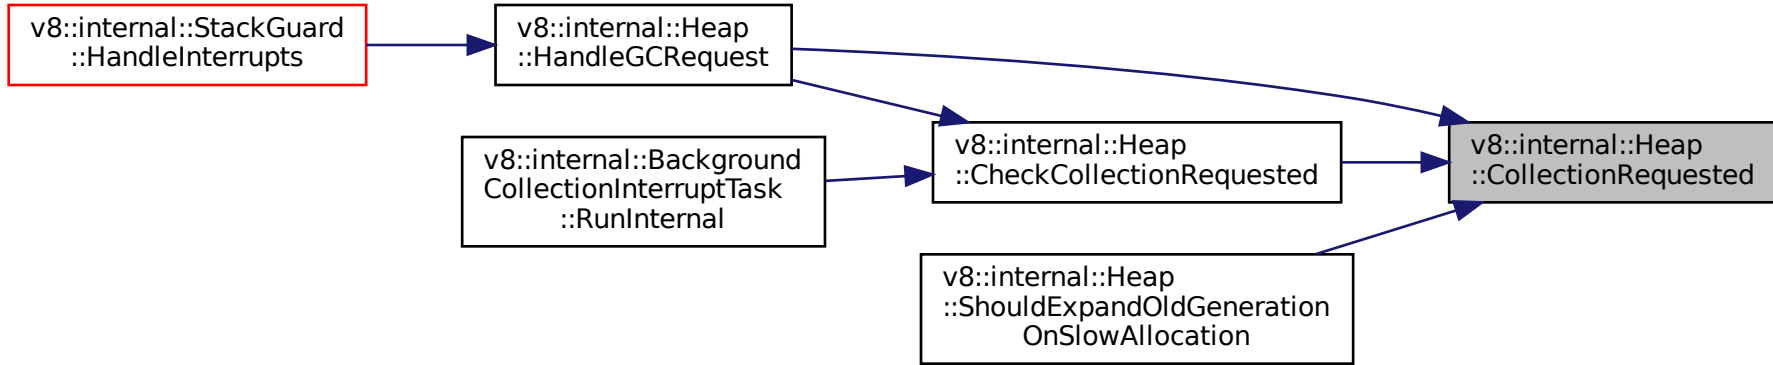 v8::internal::StackGuard
::HandleInterrupts
v8::internal::Heap
::HandleGCRequest
v8::internal::Background
CollectionInterruptTask
::RunInternal
v8::internal::Heap
::CheckCollectionRequested
v8::internal::Heap
::ShouldExpandOldGeneration
OnSlowAllocation
v8::internal::Heap
::CollectionRequested